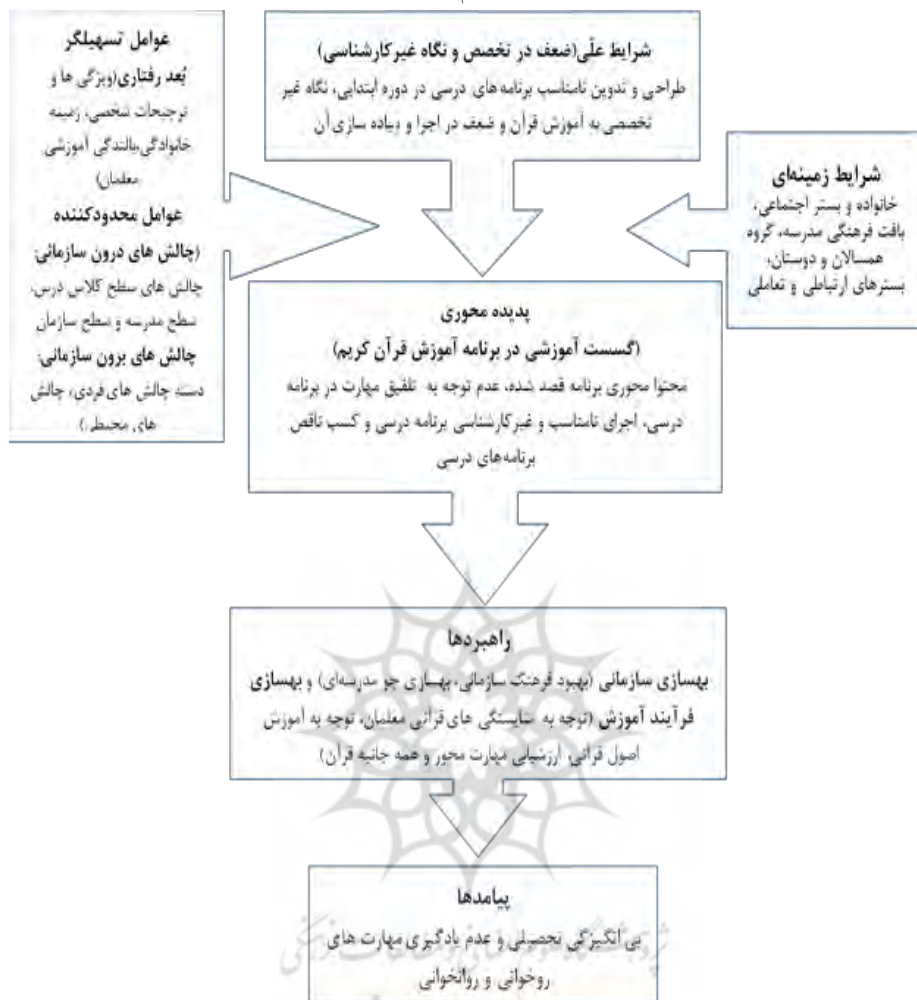 شرایط علّی(ضعف در تخصص و نگاه غیرکارشناسی)
طراحی و تدوین نامناسب برنامه های درسی در دوره ابتدایی، نگاه غیر
تخصصی به آموزش قرآن و ضعف در اجرا و پیاده سازی آن
عوامل تسهیلگر
بُعد رفتاری(ویژگی ها و
ترجیحات شخصی، زمینه
خانوادگی،بالندگی آموزشی
معلمان)
عوامل محدودکننده
(چالش های درون سازمانی:
چالش های سطح کلاس درس،
سطح مدرسه و سطح سازمان
چالش های برون سازمانی:
دسته چالش های فردی، چالش
های محیطی)
شرایط زمینه‌ای
خانواده و بستر اجتماعی،
بافت فرهنگی مدرسه، گروه
همسالان و دوستان،
بسترهای ارتباطی و تعاملی
پدیده محوری
(گسست آموزشی در برنامه آموزش قرآن کریم)
محتوا محوری برنامه قصد شده، عدم توجه به تلفیق مهارت در برنامه
درسی، اجرای نامناسب و غیرکارشناسی برنامه درسی و کسب ناقص
برنامه‌های درسی
راهبردها
بهسازی سازمانی (بهبود فرهنگ سازمانی، بهسازی جو مدرسه‌ای) و بهسازی
فرآیند آموزش (توجه به شایستگی های قرآنی معلمان، توجه به آموزش
اصول قرآنی، ارزشیابی مهارت محور و همه جانبه قرآن)
پیامدها
بی انگیزگی تحصیلی و عدم یادگیری مهارت های
روخوانی و روانخوانی
پژوهشگاه علوم انسانی و مطالعات فرهنگی